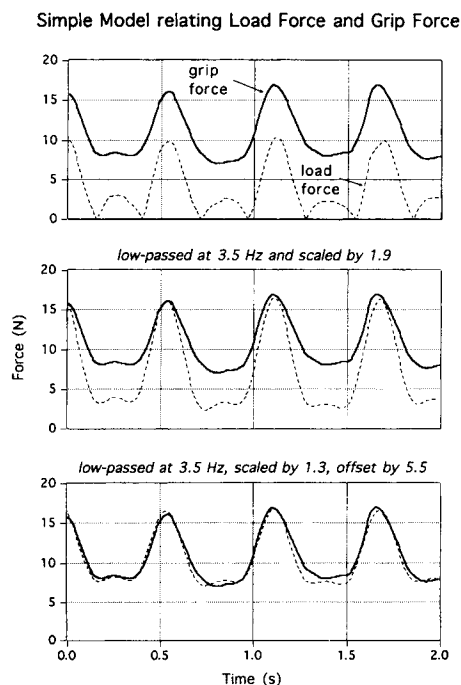 Simple Model relating Load Force and Grip Force
20
15
10
5
0
grip
force
load
force
low-passed at 3.5 Hz and scaled by 1.9
20
15
10
5
0
Force (N)
low-passed at 3.5 Hz, scaled by 1.3, offset by 5.5
20
15
10
5
0
0.0 0.5 1.0 1.5 2.0
Time (s)